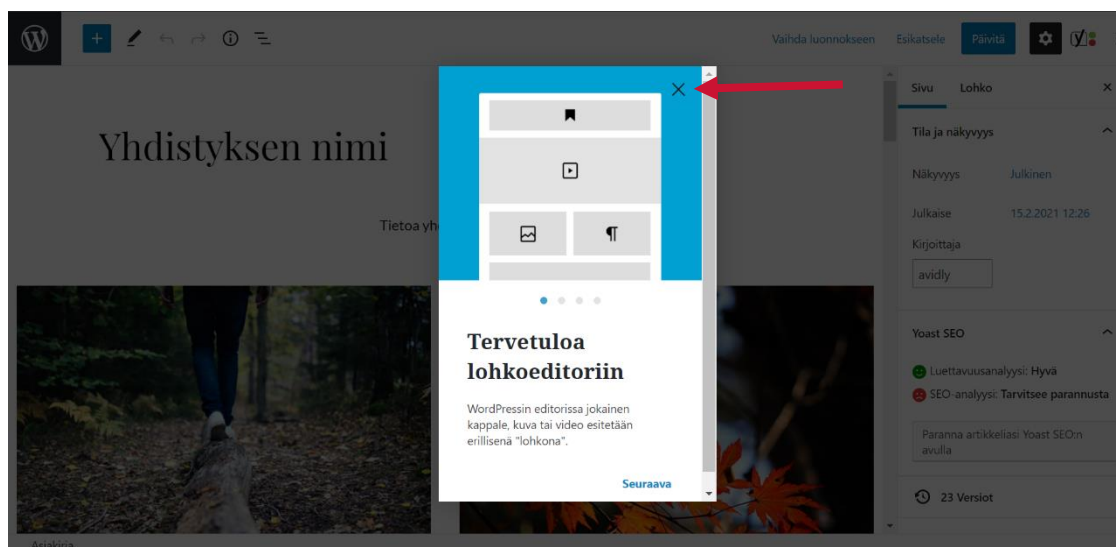 Vaihda luonnokseen Esikatsele Päivitä
Yhdistyksen nimi
Tietoa yh
Tervetuloa
lohkoeditoriin
WordPressin editorissa jokainen
kappale, kuva tai video esitetään
erillisenä "lohkona".
Seuraava
Sivu Lohko
Tila ja näkyvyys
Näkyvyys Julkinen
Julkaise 15.2.2021 12:26
Kirjoittaja
avidly
Yoast SEO
Luettavuusanalyysi: Hyvä
SEO-analyysi: Tarvitsee parannusta
Paranna artikkeliasi Yoast SEO:n
avulla
23 Versiot
Asiakirja